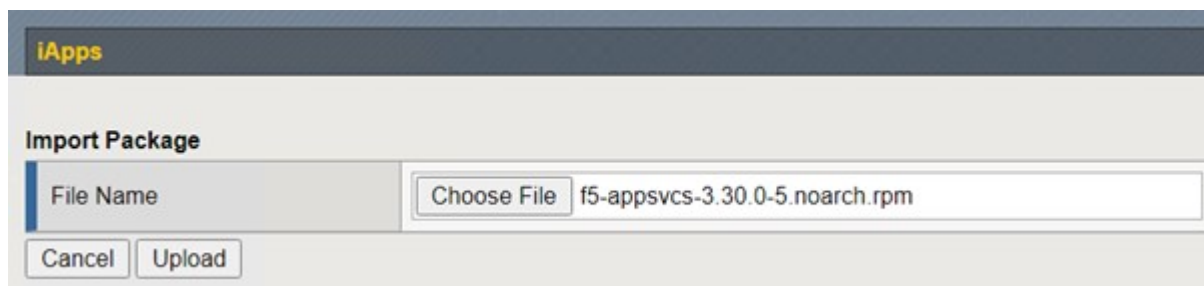 iApps
Import Package
File Name Choose File f5-appsvcs-3.30.0-5.noarch.rpm
Cancel Upload